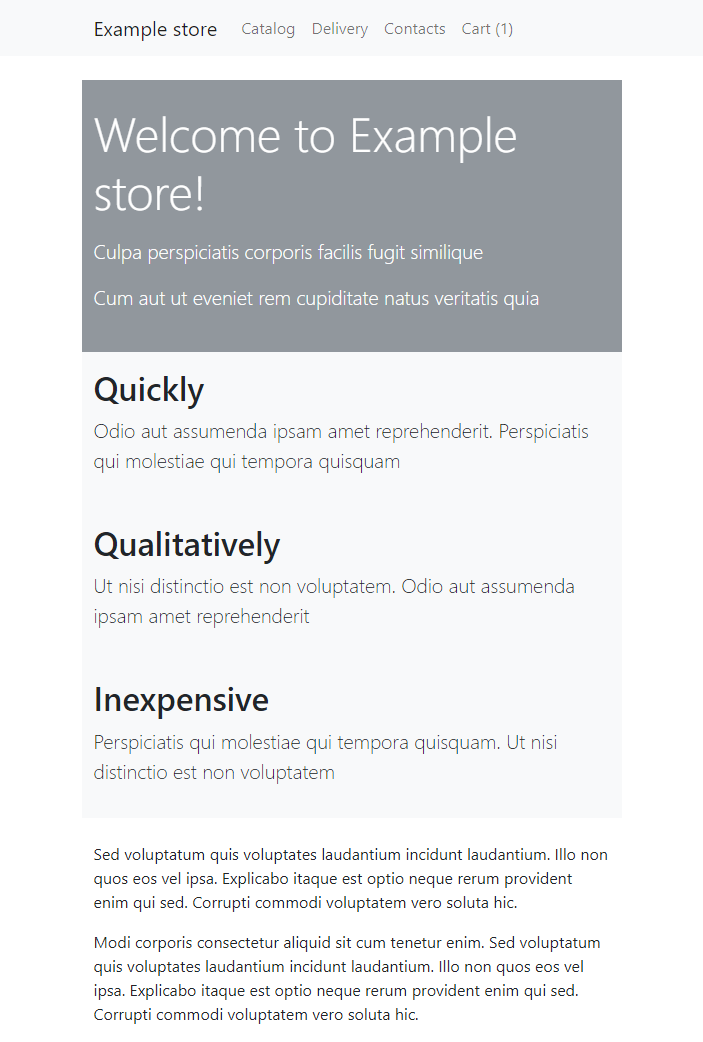 Example store Catalog Delivery Contacts Cart (1)
Welcome to Example
store!
Culpa perspiciatis corporis facilis fugit similique
Cum aut ut eveniet rem cupiditate natus veritatis quia
Quickly
Odio aut assumenda ipsam amet reprehenderit. Perspiciatis
qui molestiae qui tempora quisquam
Qualitatively
Ut nisi distinctio est non voluptatem. Odio aut assumenda
ipsam amet reprehenderit
Inexpensive
Perspiciatis qui molestiae qui tempora quisquam. Ut nisi
distinctio est non voluptatem
Sed voluptatum quis voluptates laudantium incidunt laudantium. Illo non
quos eos vel ipsa. Explicabo itaque est optio neque rerum provident
enim qui sed. Corrupti commodi voluptatem vero soluta hic.
Modi corporis consectetur aliquid sit cum tenetur enim. Sed voluptatum
quis voluptates laudantium incidunt laudantium. Illo non quos eos vel
ipsa. Explicabo itaque est optio neque rerum provident enim qui sed.
Corrupti commodi voluptatem vero soluta hic.